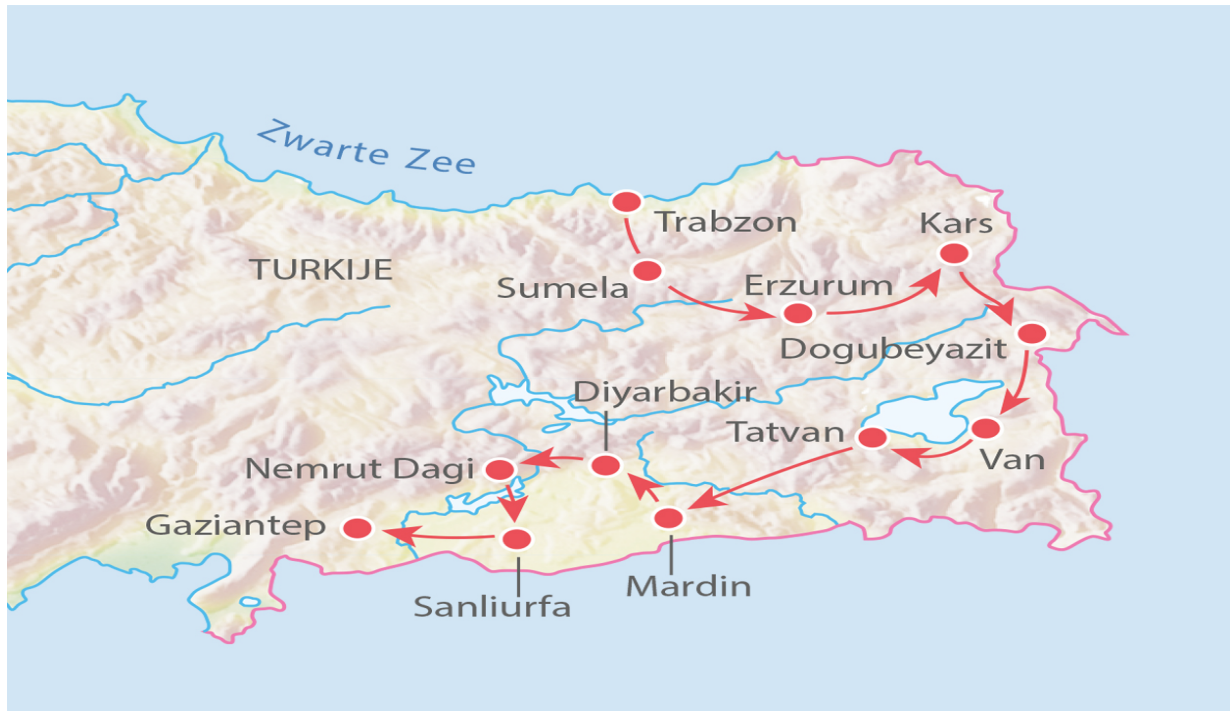 Zwarte Zee
Trabzon
Kars
TURKIJE
Sumela
Erzurum
Dogubeyazit
Diyarbakir
Tatvan
Van
Nemrut Dagi
Gaziantep
Mardin
Sanliurfa